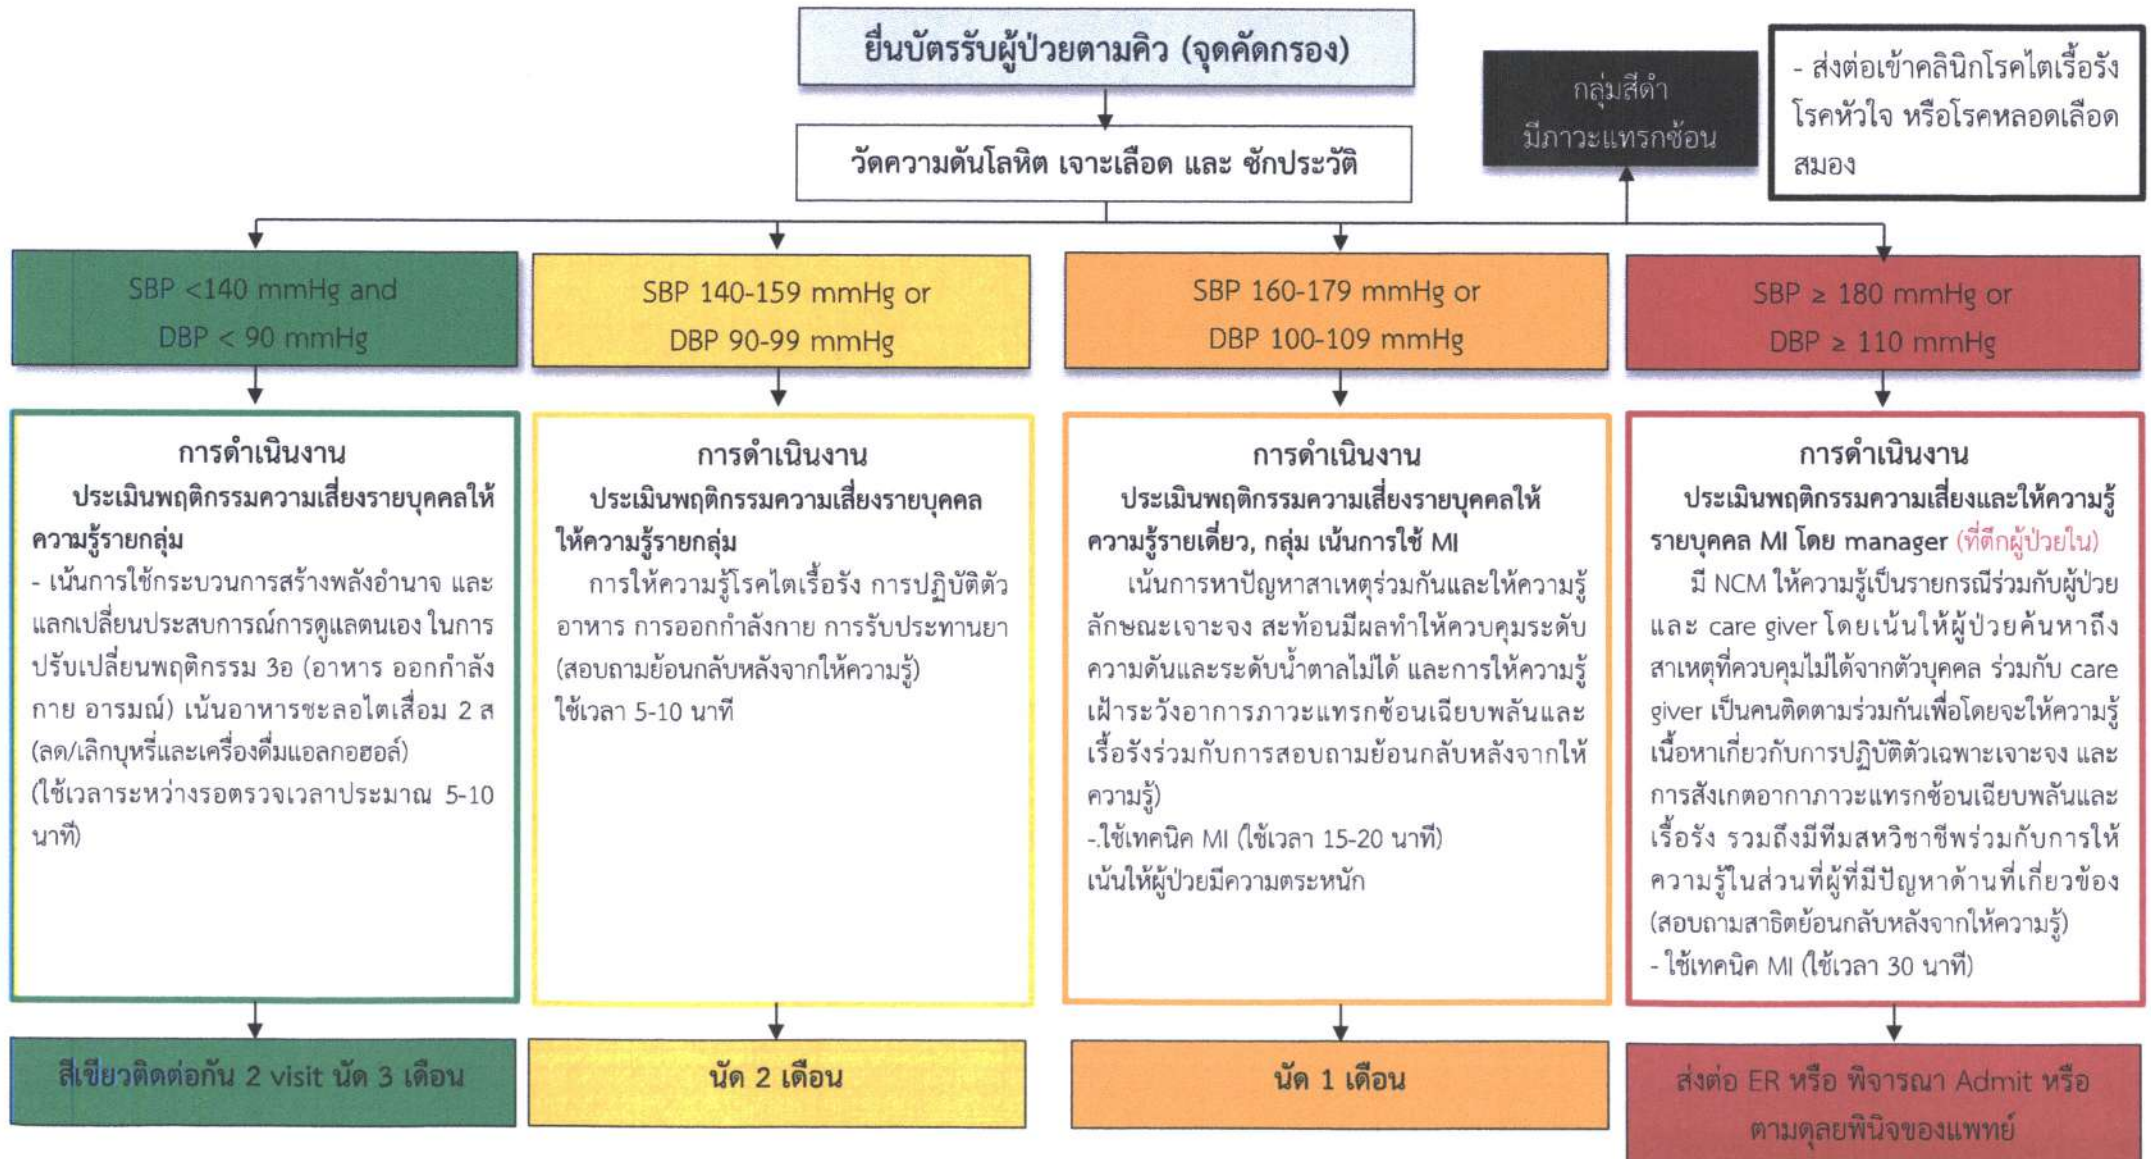 ยื่นบัตรรับผู้ป่วยตามคิว (จุดคัดกรอง)
วัดความดันโลหิต เจาะเลือด และ ซักประวัติ
กลุ่มสีดำ
มีภาวะแทรกซ้อน
- ส่งต่อเข้าคลินิกโรคไตเรื้อรัง
โรคหัวใจ หรือโรคหลอดเลือด
สมอง
SBP <140 mmHg and
DBP < 90 mmHg
SBP 140-159 mmHg or
DBP 90-99 mmHg
SBP 160-179 mmHg or
DBP 100-109 mmHg
SBP ≥ 180 mmHg or
DBP ≥ 110 mmHg
การดำเนินงาน
ประเมินพฤติกรรมความเสี่ยงรายบุคคลให้
ความรู้รายกลุ่ม
- เน้นการใช้กระบวนการสร้างพลังอำนาจ และ
แลกเปลี่ยนประสบการณ์การดูแลตนเอง ในการ
ปรับเปลี่ยนพฤติกรรม 3อ (อาหาร ออกกำลัง
กาย อารมณ์) เน้นอาหารชะลอไตเสื่อม 2 ส
(ลด/เลิกบุหรี่และเครื่องดื่มแอลกอฮอล์)
(ใช้เวลาระหว่างรอตรวจเวลาประมาณ 5-10
นาที)
การดำเนินงาน
ประเมินพฤติกรรมความเสี่ยงรายบุคคล
ให้ความรู้รายกลุ่ม
การให้ความรู้โรคไตเรื้อรัง การปฏิบัติตัว
อาหาร การออกกำลังกาย การรับประทานยา
(สอบถามย้อนกลับหลังจากให้ความรู้)
ใช้เวลา 5-10 นาที
การดำเนินงาน
ประเมินพฤติกรรมความเสี่ยงรายบุคคลให้
ความรู้รายเดี่ยว, กลุ่ม เน้นการใช้ MI
เน้นการหาปัญหาสาเหตุร่วมกันและให้ความรู้
ลักษณะเจาะจง สะท้อนมีผลทำให้ควบคุมระดับ
ความดันและระดับน้ำตาลไม่ได้ และการให้ความรู้
เฝ้าระวังอาการภาวะแทรกซ้อนเฉียบพลันและ
เรื้อรังร่วมกับการสอบถามย้อนกลับหลังจากให้
ความรู้)
-.ใช้เทคนิค MI (ใช้เวลา 15-20 นาที)
เน้นให้ผู้ป่วยมีความตระหนัก
การดำเนินงาน
ประเมินพฤติกรรมความเสี่ยงและให้ความรู้
รายบุคคล MI โดย manager (ที่ตึกผู้ป่วยใน)
มี NCM ให้ความรู้เป็นรายกรณีร่วมกับผู้ป่วย
และ care giver โดยเน้นให้ผู้ป่วยค้นหาถึง
สาเหตุที่ควบคุมไม่ได้จากตัวบุคคล ร่วมกับ care
giver เป็นคนติดตามร่วมกันเพื่อโดยจะให้ความรู้
เนื้อหาเกี่ยวกับการปฏิบัติตัวเฉพาะเจาะจง และ
การสังเกตอากาภาวะแทรกซ้อนเฉียบพลันและ
เรื้อรัง รวมถึงมีทีมสหวิชาชีพร่วมกับการให้
ความรู้ในส่วนที่ผู้ที่มีปัญหาด้านที่เกี่ยวข้อง
(สอบถามสาธิตย้อนกลับหลังจากให้ความรู้)
- ใช้เทคนิค MI (ใช้เวลา 30 นาที)
สีเขียวติดต่อกัน 2 visit นัด 3 เดือน
นัด 2 เดือน
นัด 1 เดือน
ส่งต่อ ER หรือ พิจารณา Admit หรือ
ตามดุลยพินิจของแพทย์